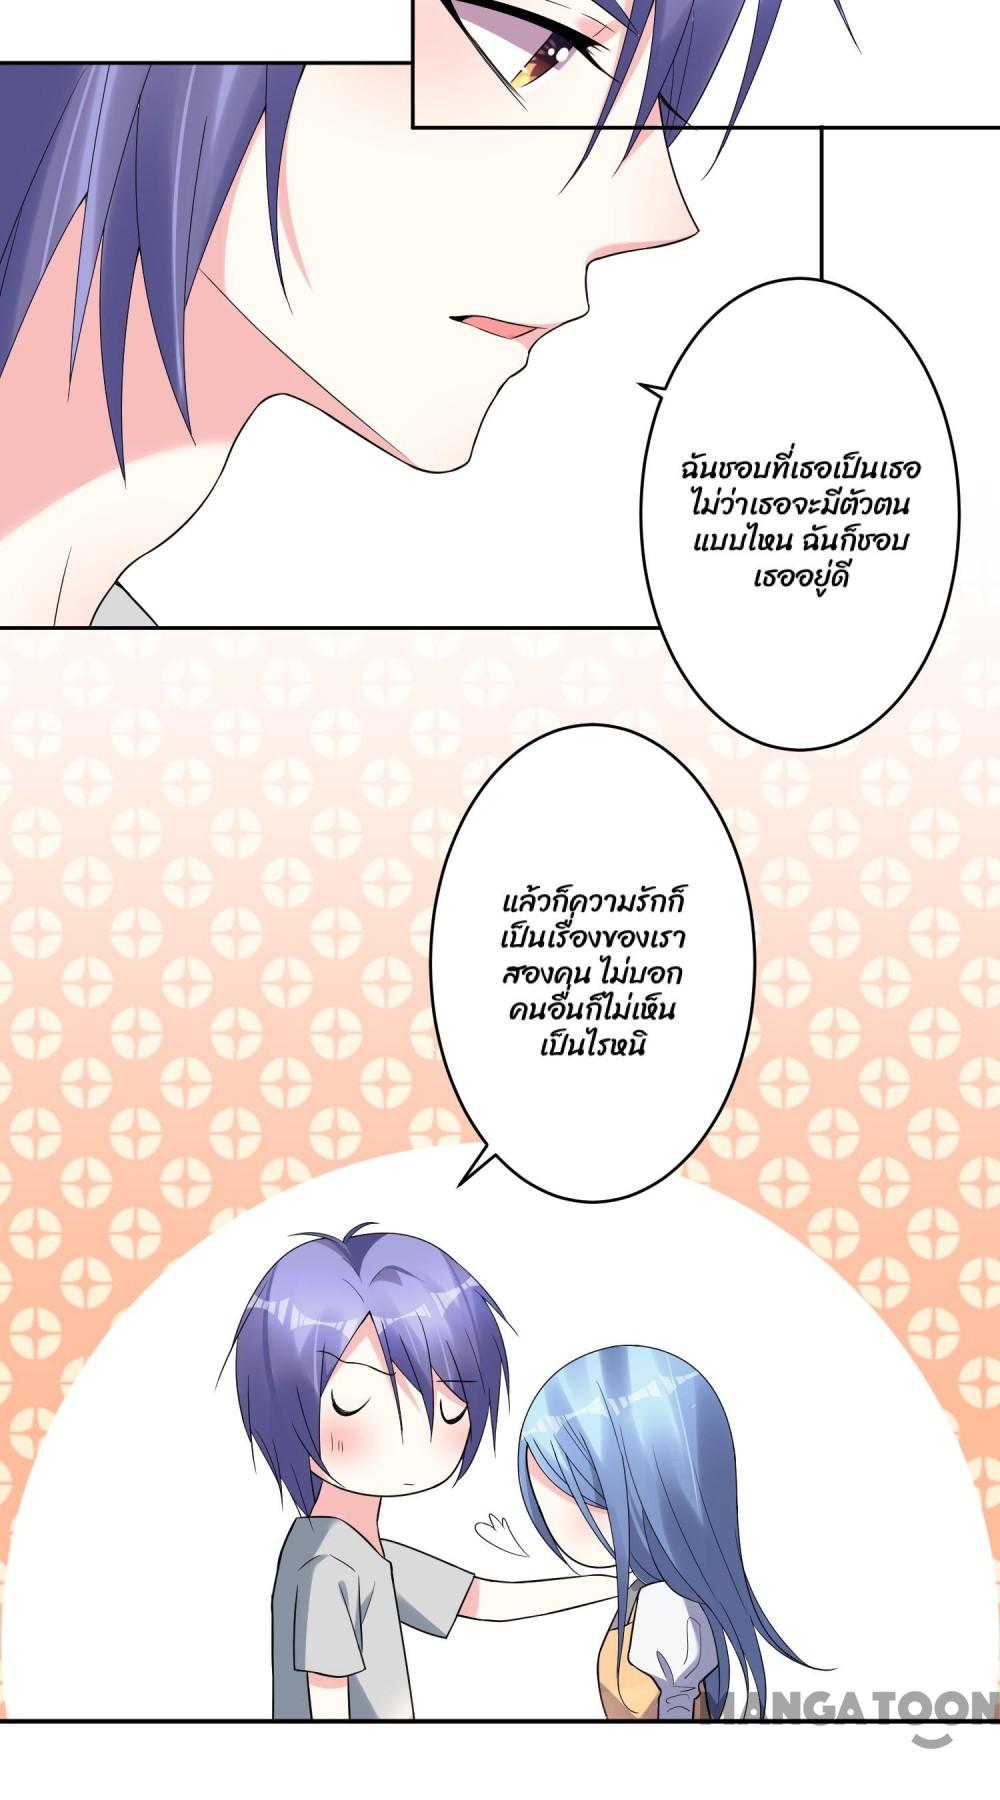 ฉันชอบที่เธอเป็นเธอ
ไม่ว่าเธอจะมีตัวตน
แบบไหน ฉันก็ชอบ
เธออยู่ดี
แล้วก็ความรักก็
เป็นเรื่องของเรา
สองคน ไม่บอก
คนอื่นก็ไม่เห็น
เป็นไรหนิ
MANGATOON